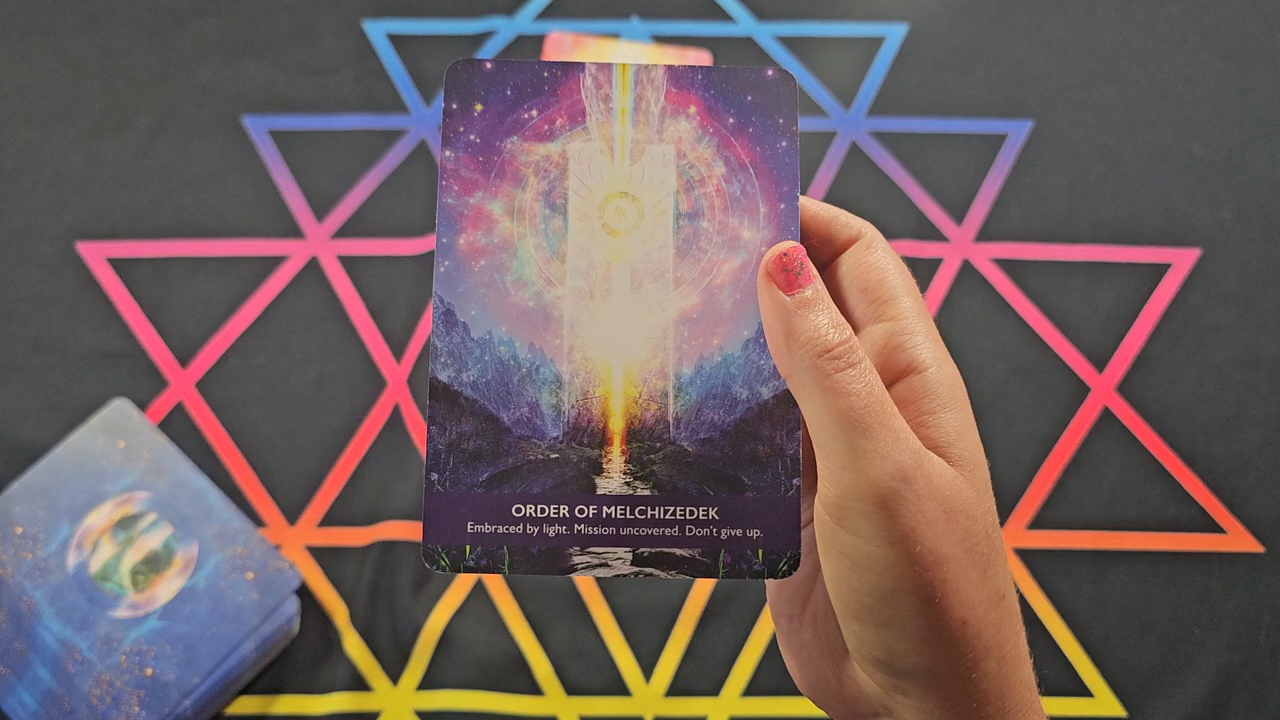 ORDER OF MELCHIZEDEK
Embraced by light. Mission uncovered. Don't give up.